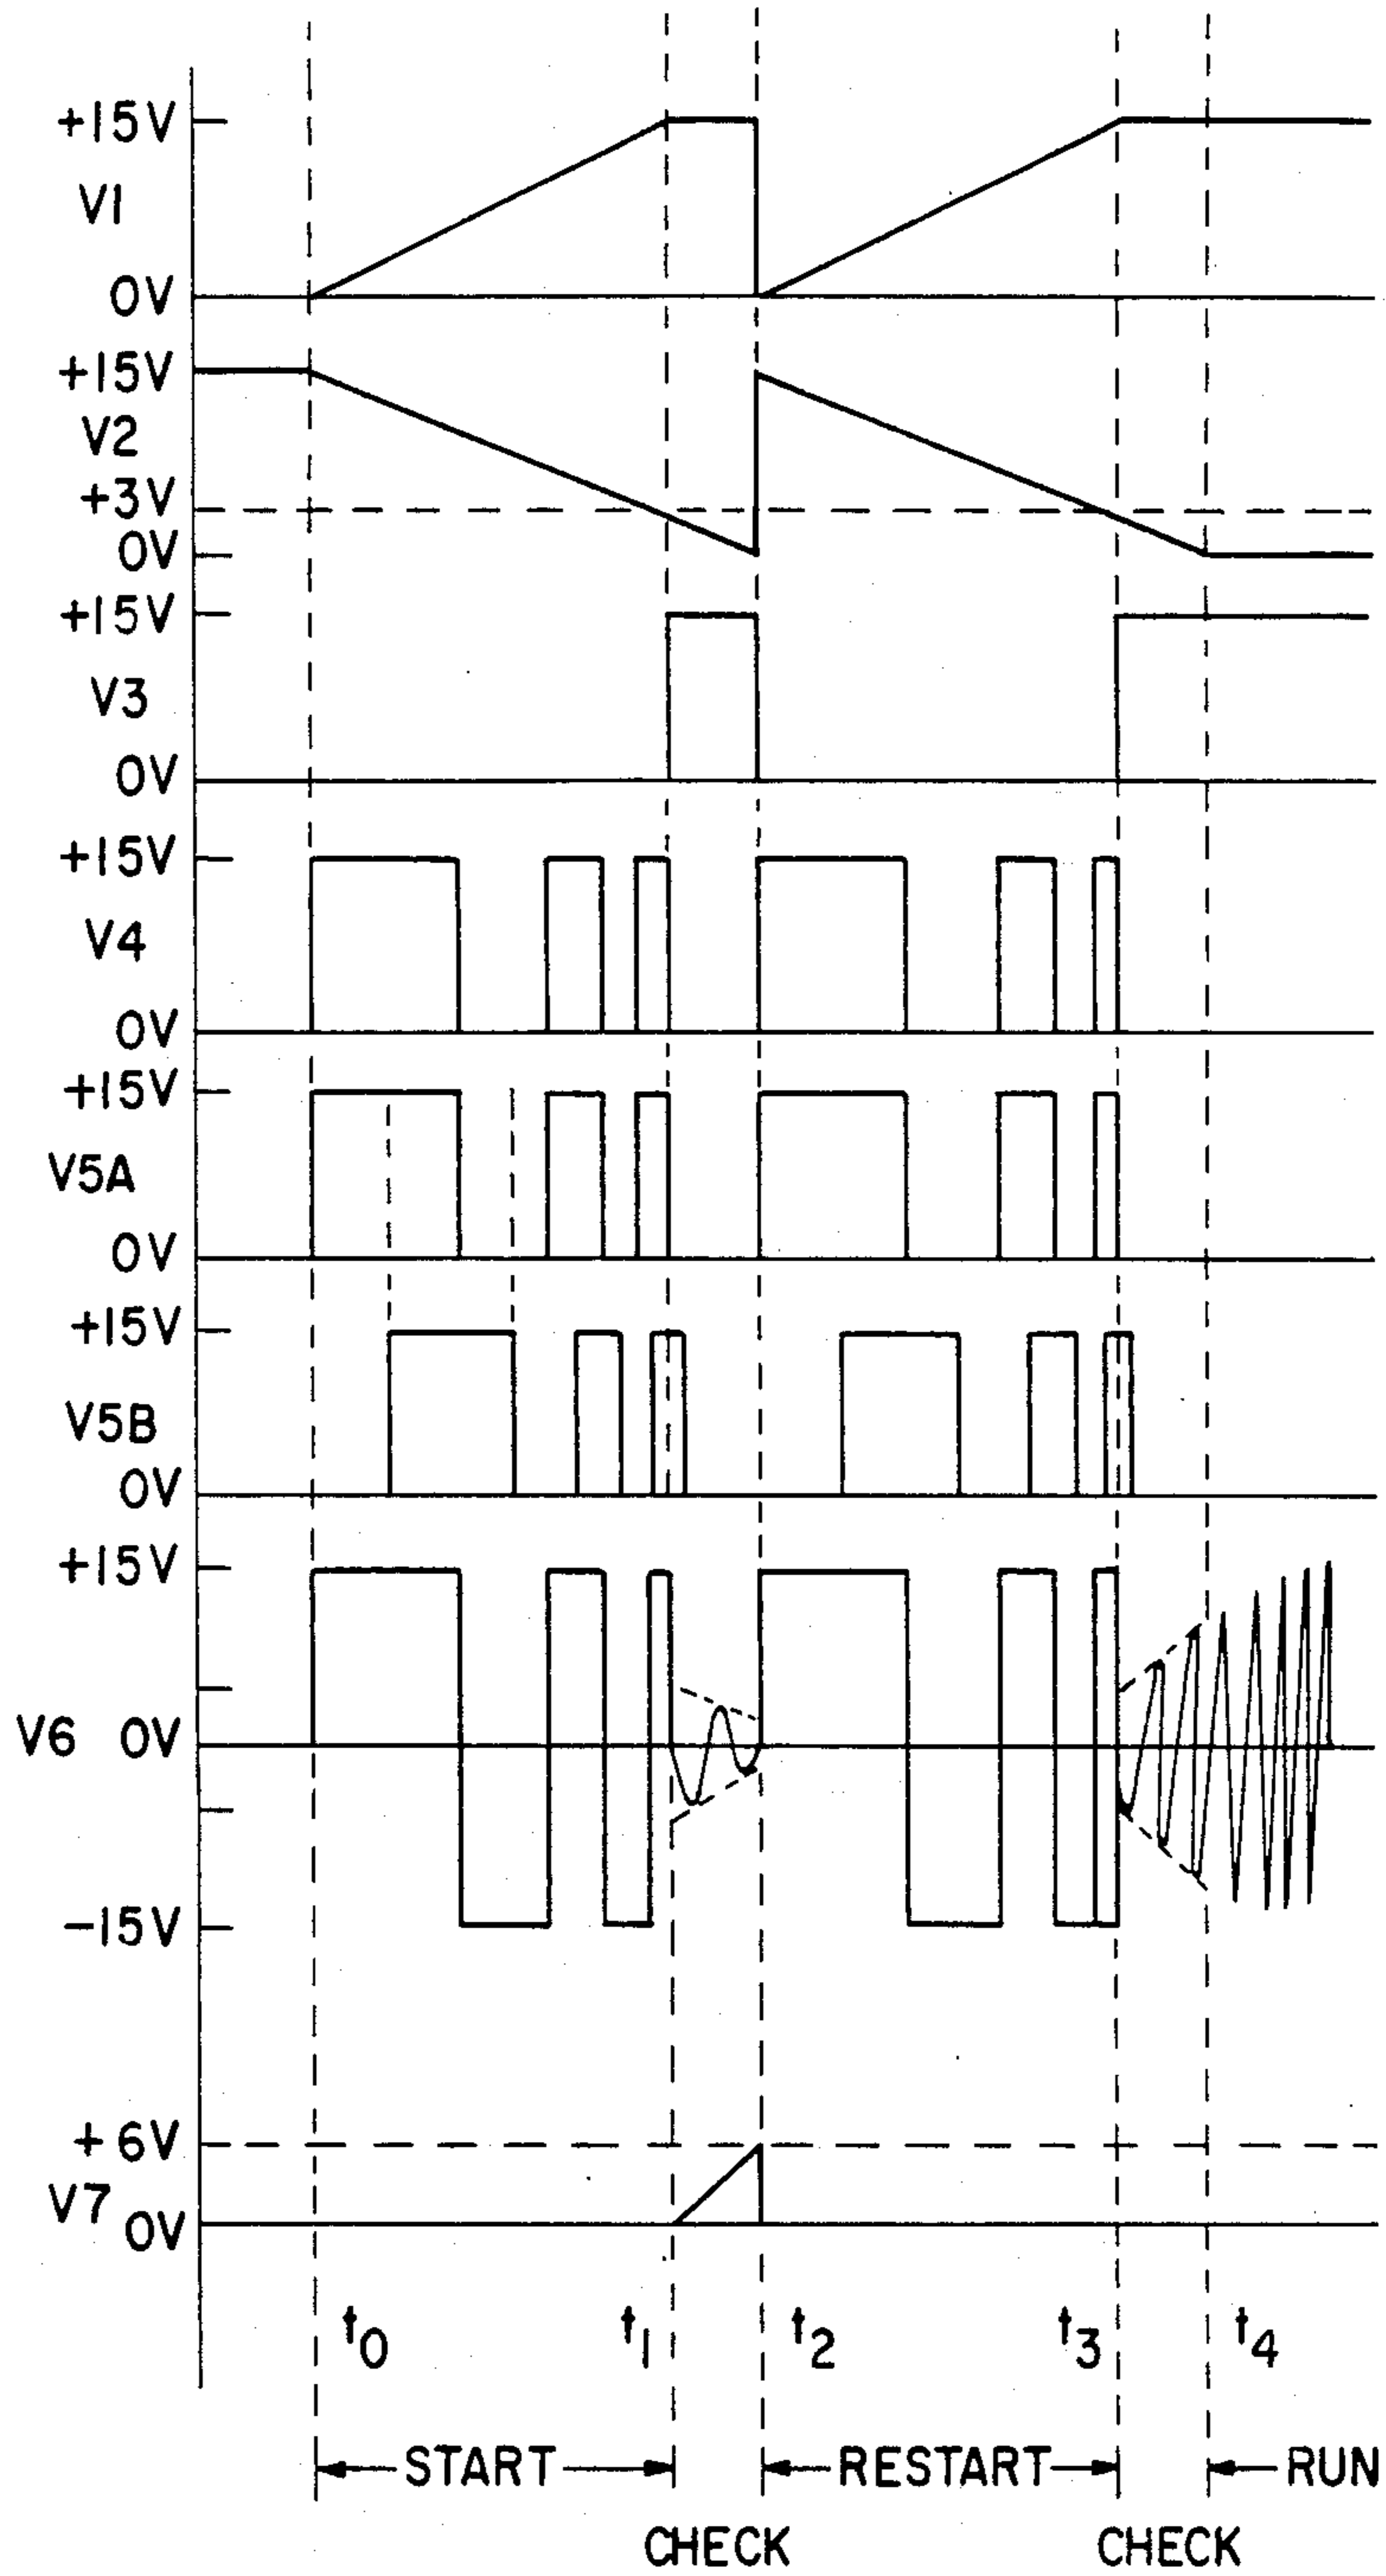 +15V
V1
0V
+15V
V2
+3V
0V
+15V
V3
0V
+15V
V4
0V
+15V
V5A
0V
+15V
V5B
0V
+15V
V6 0V
-15V
+6V
V7
0V
t0 t1 t2 t3 t4
START RESTART RUN
CHECK CHECK